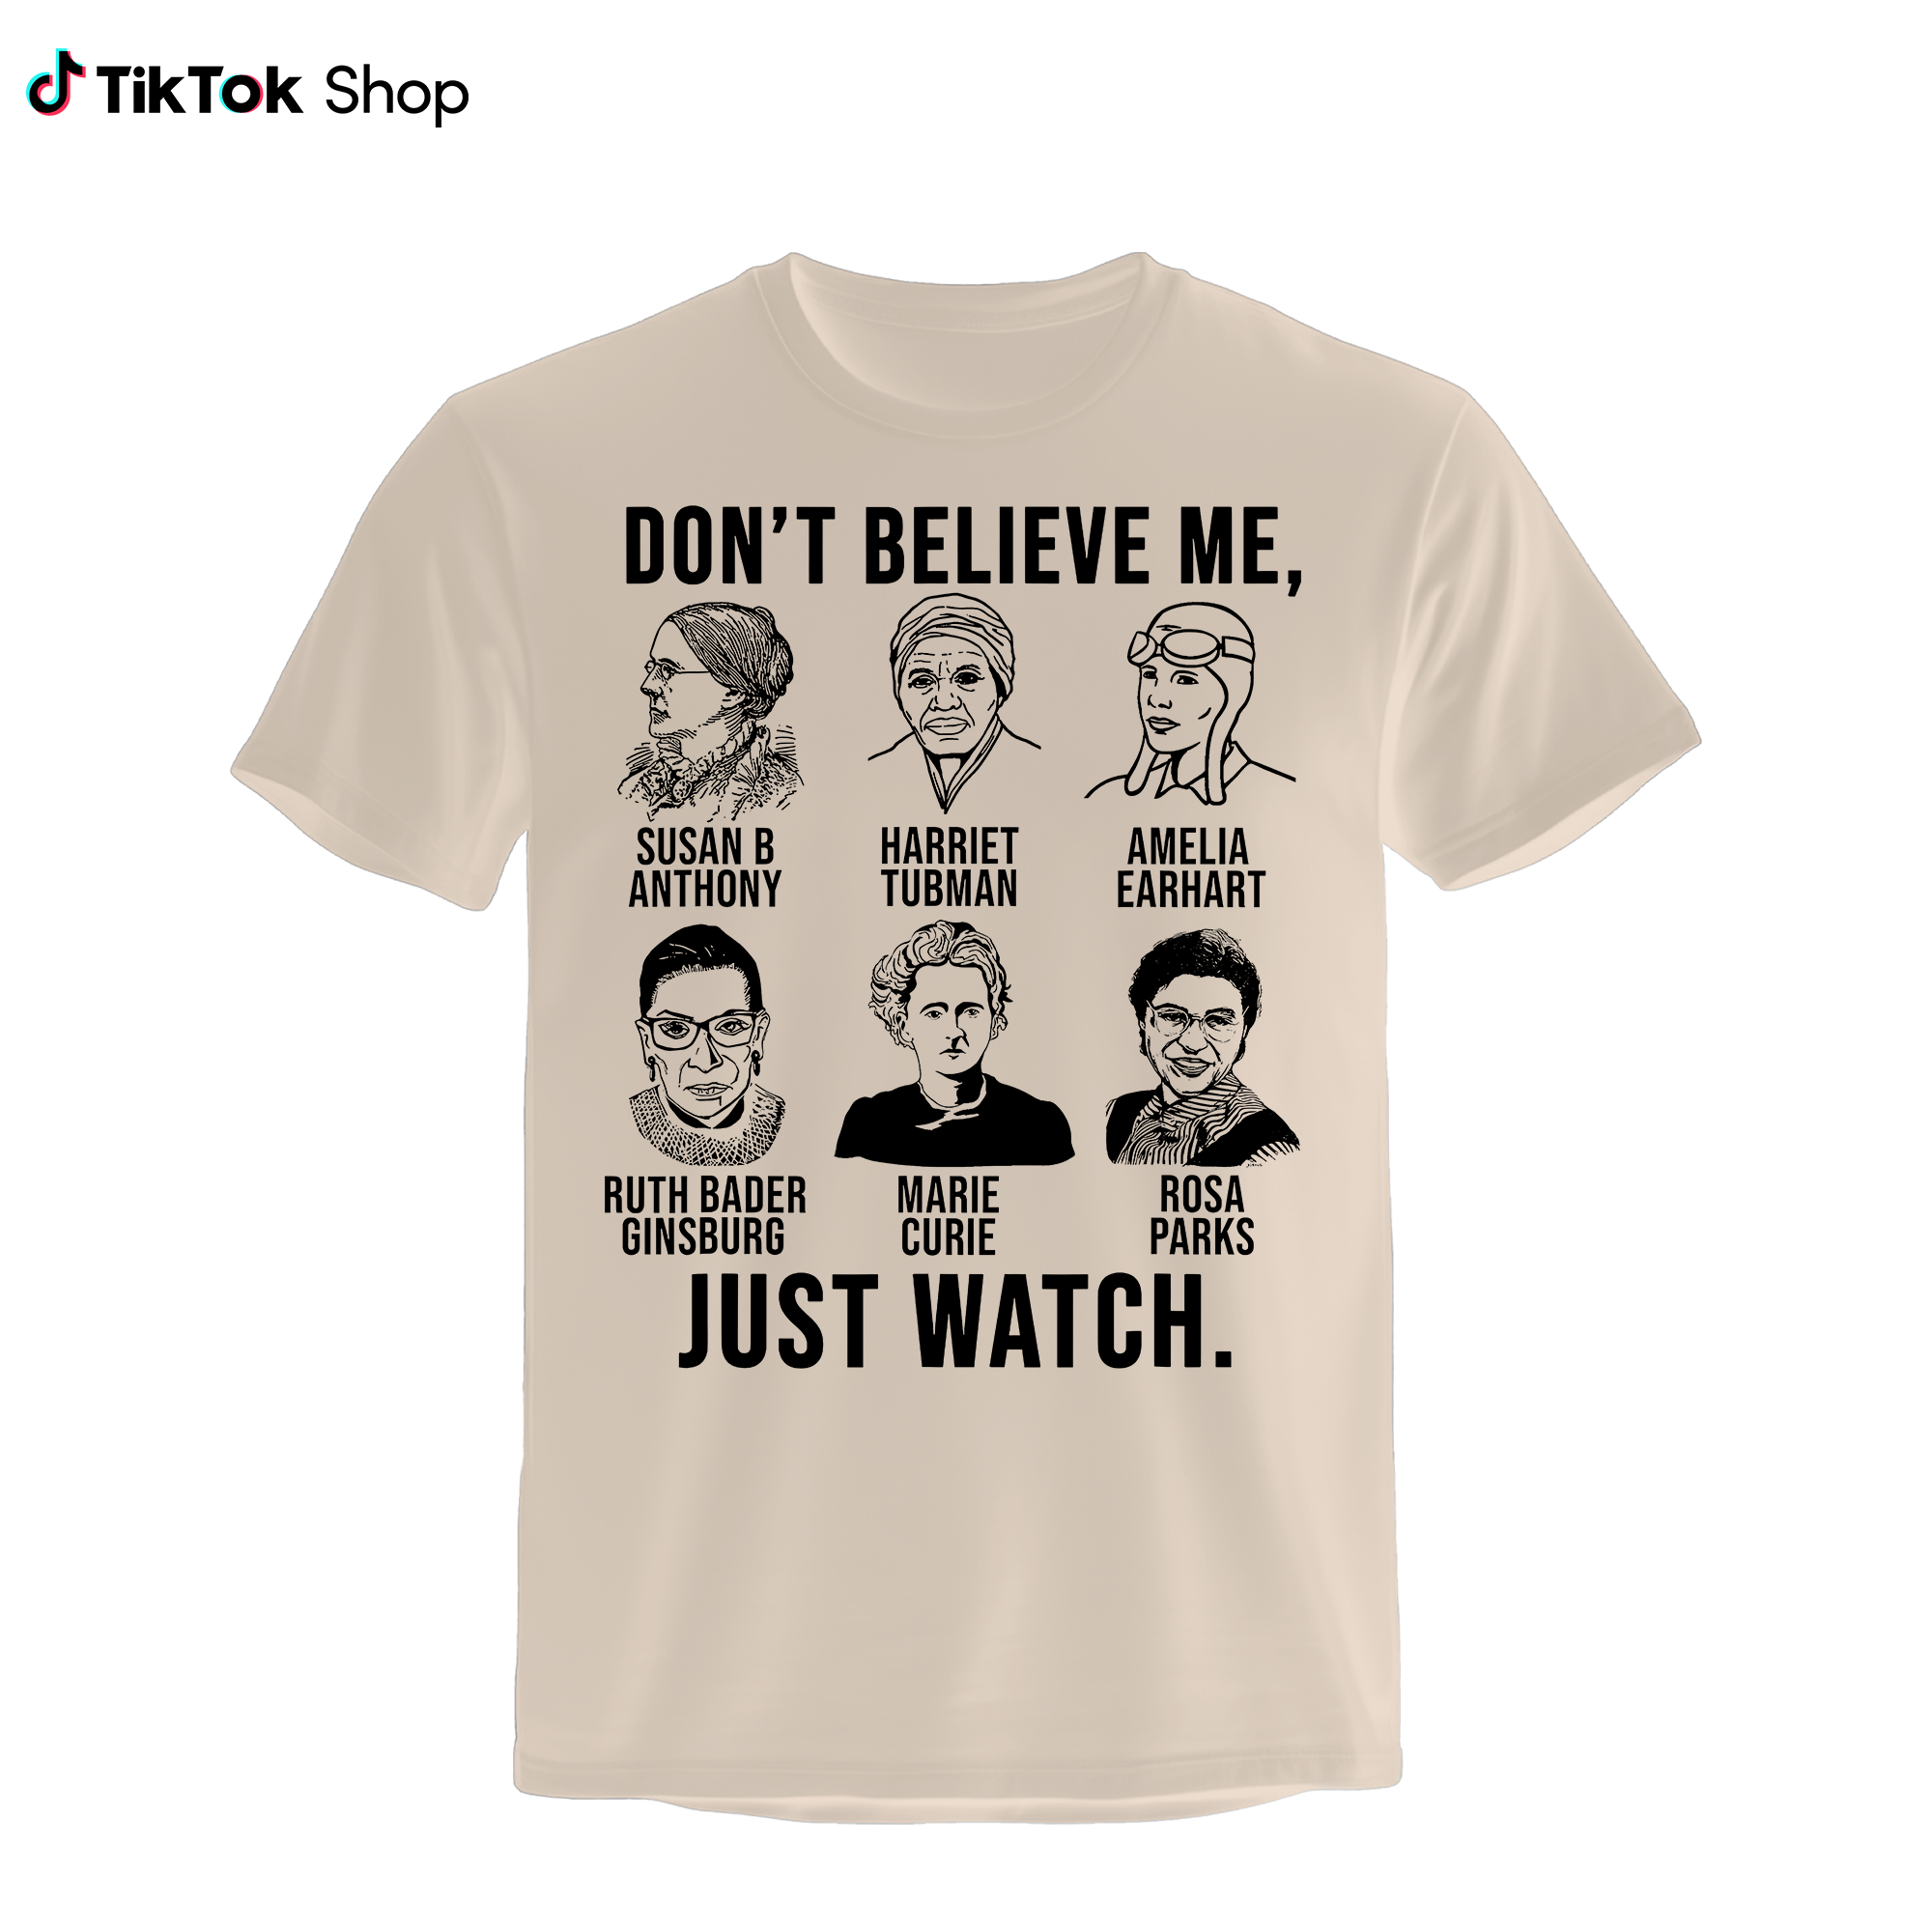 TikTok Shop
DON'T BELIEVE ME,
SUSAN B
ANTHONY
HARRIET
TUBMAN
AMELIA
EARHART
RUTH BADER
GINSBURG
MARIE
CURIE
ROSA
PARKS
JUST WATCH.